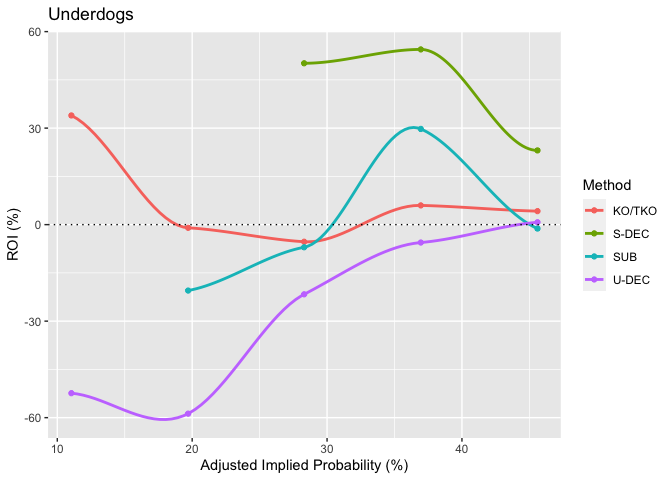 Underdogs
60
30
0
-30
-60
ROI (%)
10 20 30 40
Adjusted Implied Probability (%)
Method
KO/TKO
S-DEC
SUB
U-DEC